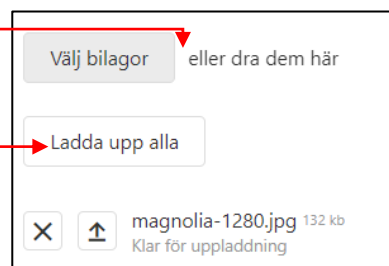 Välj bilagor eller dra dem här
Ladda upp alla
magnolia-1280.jpg 132 kb
Klar för uppladdning